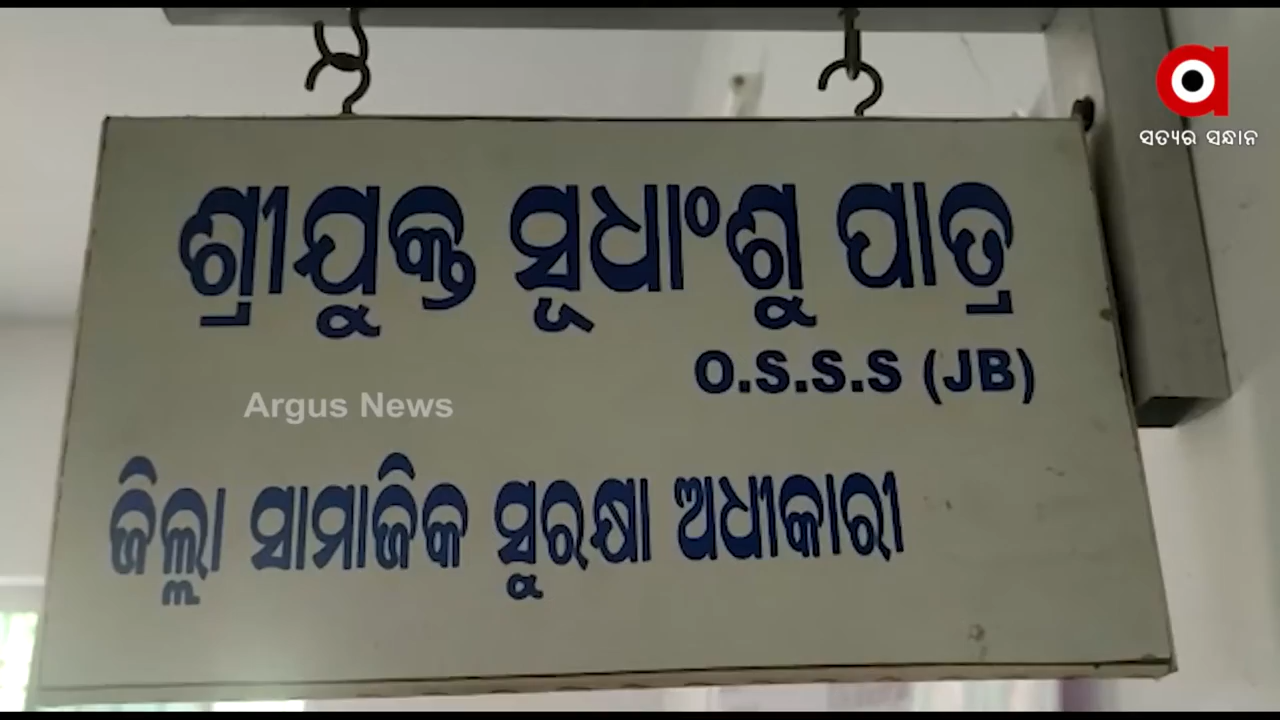 ସତ୍ୟର ସନ୍ଧାନ
ଶ୍ରୀଯୁକ୍ତ ସୂଧାଂଶୁ ପାତ୍ର
O.S.S.S (JB)
Argus News
ଜିଲ୍ଲା ସାମାଜିକ ସୁରକ୍ଷା ଅଧୀକାରୀ